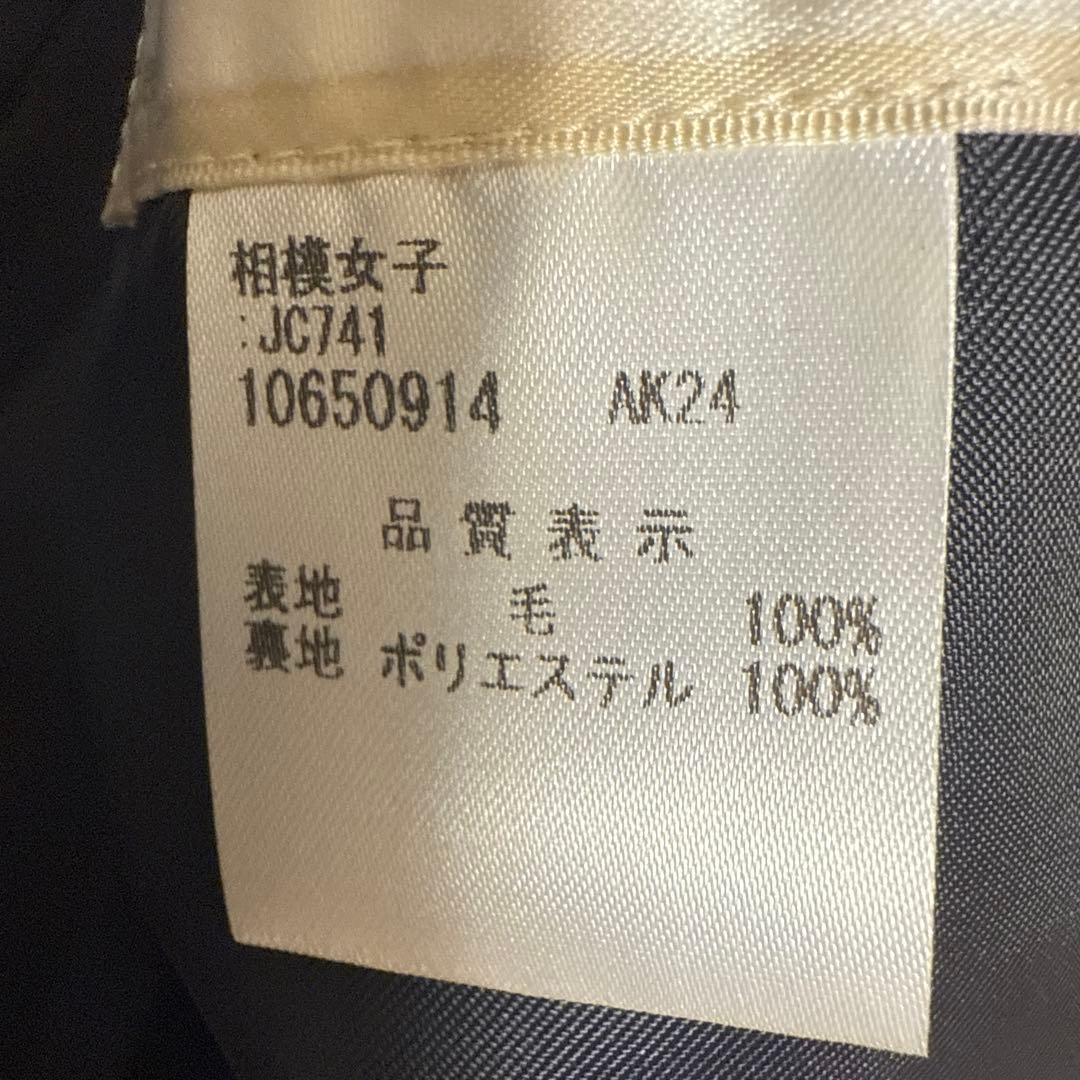 相模女子
:JC741
10650914 AK24
品質表示
表地 毛 100%
裏地 ポリエステル 100%